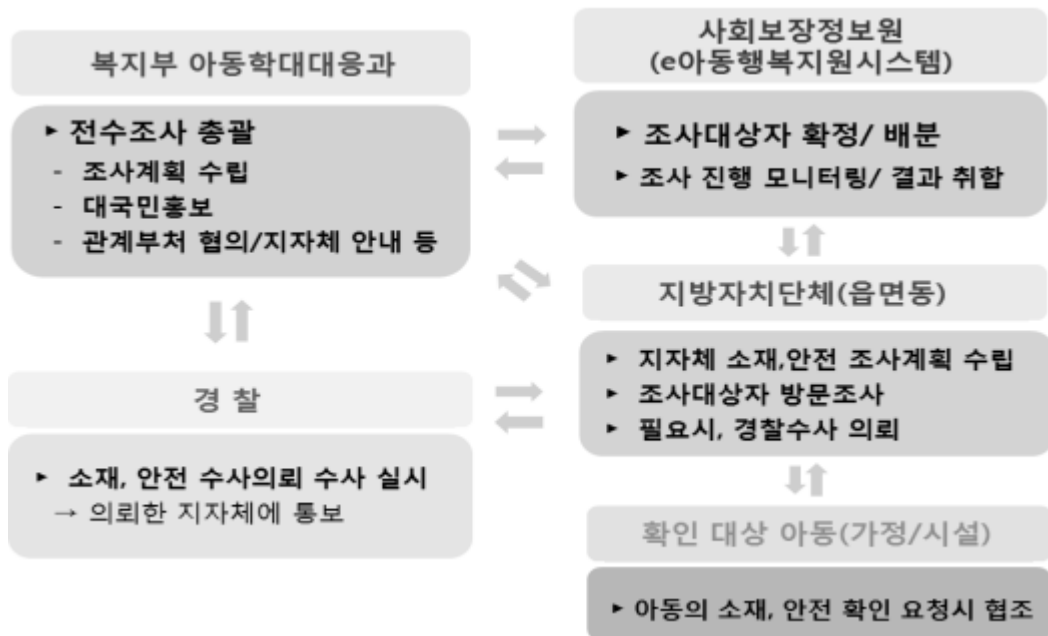 복지부 아동학대대응과
▸ 전수조사 총괄
- 조사계획 수립
- 대국민홍보
- 관계부처 협의/지자체 안내 등
사회보장정보원
(e아동행복지원시스템)
▸ 조사대상자 확정/ 배분
▸ 조사 진행 모니터링/ 결과 취합
지방자치단체(읍면동)
▸ 지자체 소재,안전 조사계획 수립
▸ 조사대상자 방문조사
▸ 필요시, 경찰수사 의뢰
경 찰
▸ 소재, 안전 수사의뢰 수사 실시
→ 의뢰한 지자체에 통보
확인 대상 아동(가정/시설)
▸ 아동의 소재, 안전 확인 요청시 협조